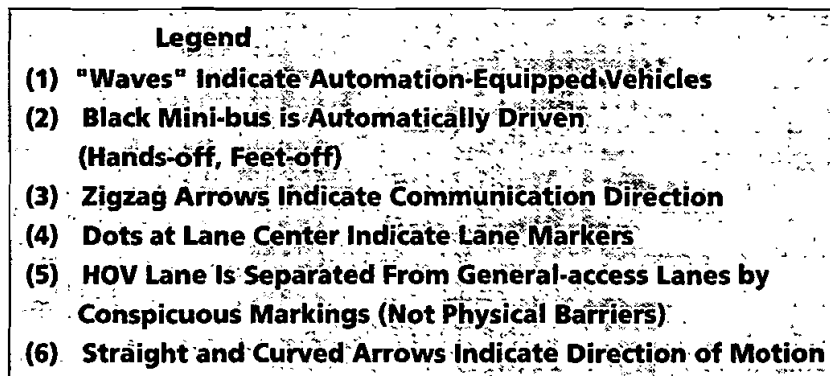 Legend
(1) "Waves" Indicate Automation-Equipped Vehicles
(2) Black Mini-bus is Automatically Driven
(Hands-off, Feet-off)
(3) Zigzag Arrows Indicate Communication Direction
(4) Dots at Lane Center Indicate Lane Markers
(5) HOV Lane Is Separated From General-access Lanes by
Conspicuous Markings (Not Physical Barriers)
(6) Straight and Curved Arrows Indicate Direction of Motion